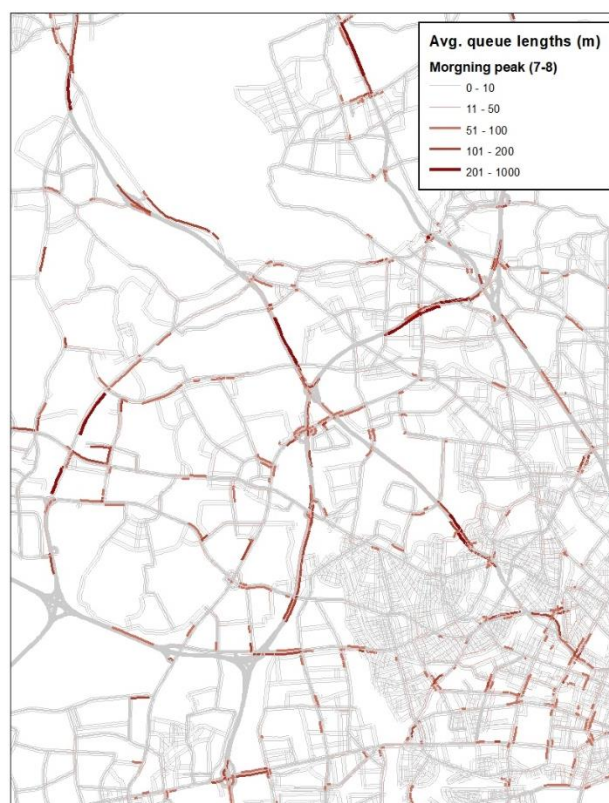 Avg. queue lengths (m)
Morgning peak (7-8)
0 - 10
11 - 50
51 - 100
101 - 200
201 - 1000